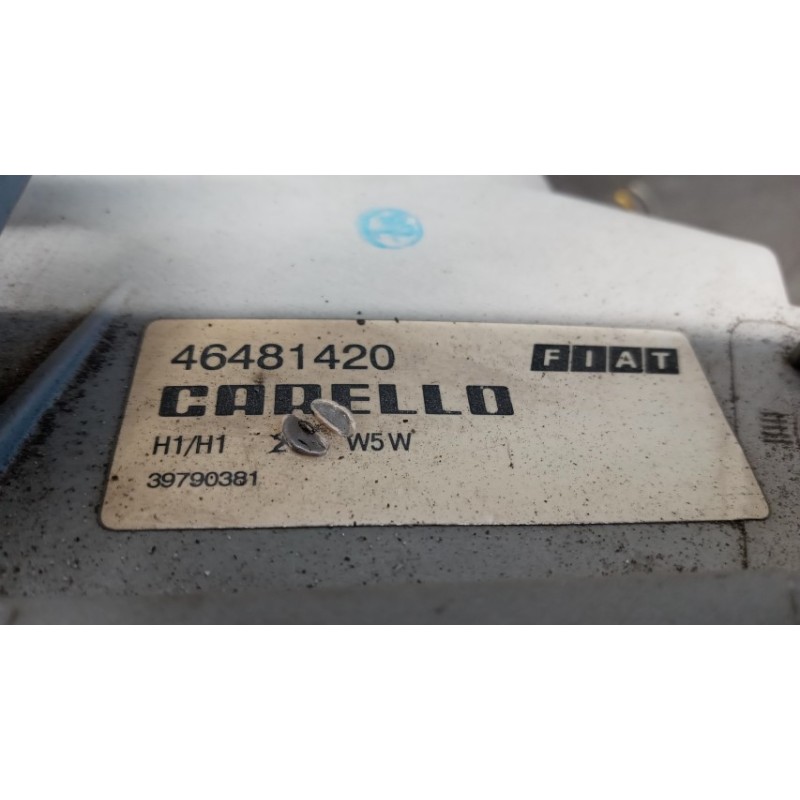 46481420 FIAT
CARELLO
H1/H1 W5W
39790381